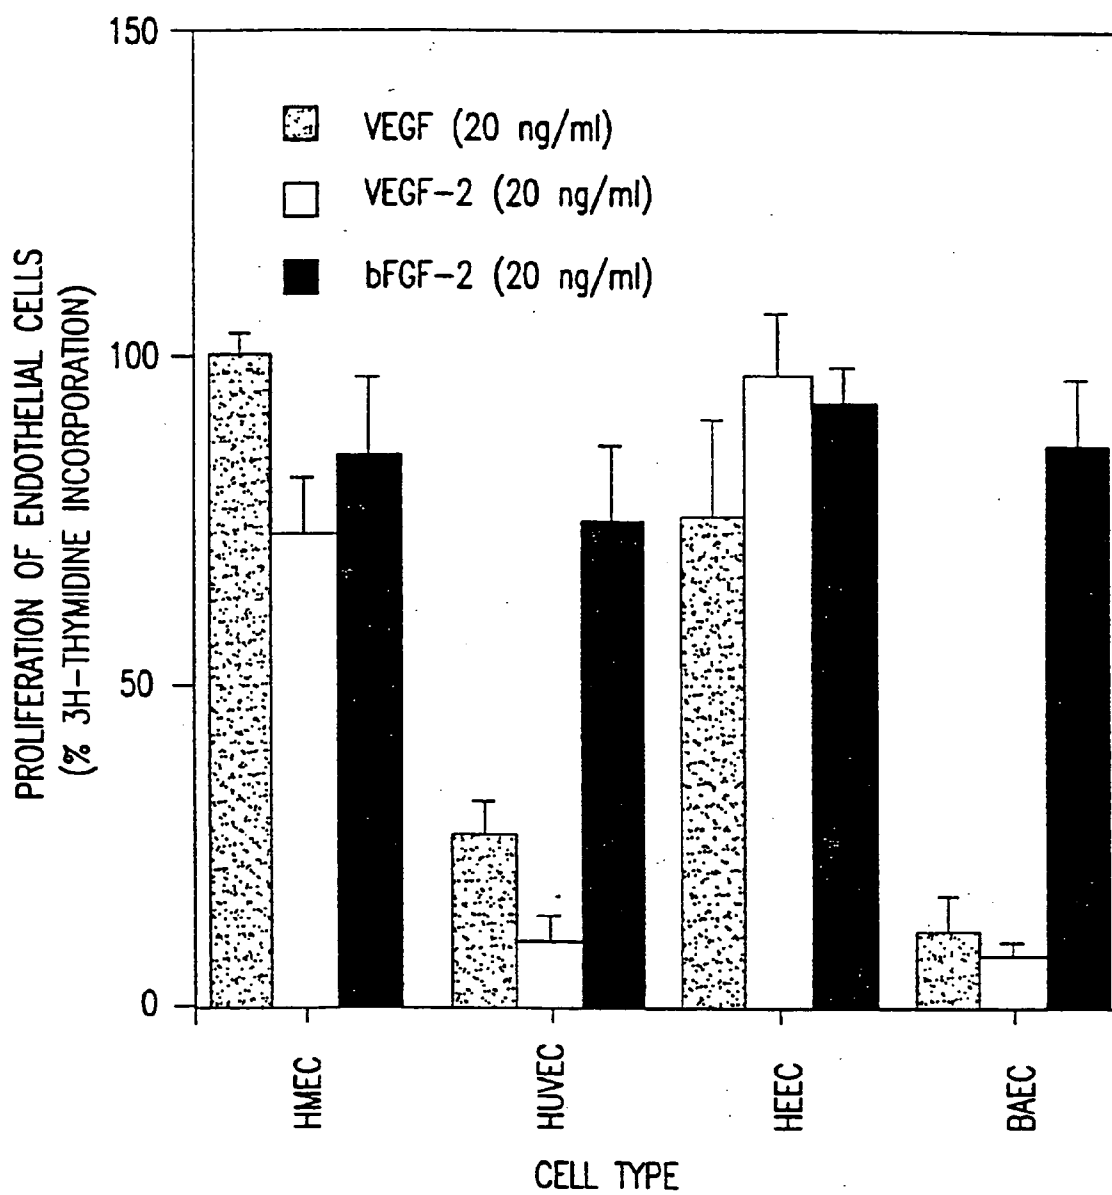 150
VEGF (20 ng/ml)
VEGF-2 (20 ng/ml)
bFGF-2 (20 ng/ml)
100
50
0
PROLIFERATION OF ENDOTHELIAL CELLS
(% 3H-THYMIDINE INCORPORATION)
HMEC
HUVEC
HEEC
BAEC
CELL TYPE